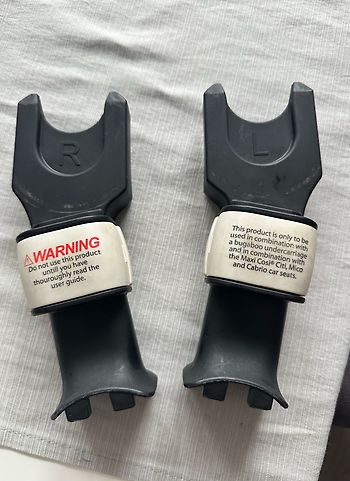 R
L
WARNING
Do not use this product
untill you have
thouroughly read the
user guide.
This product is only to be
used in combination with
a bugaboo undercarriage
and in combination with
the Maxi Cosi® Citi, Mico
and Cabrio car seats.